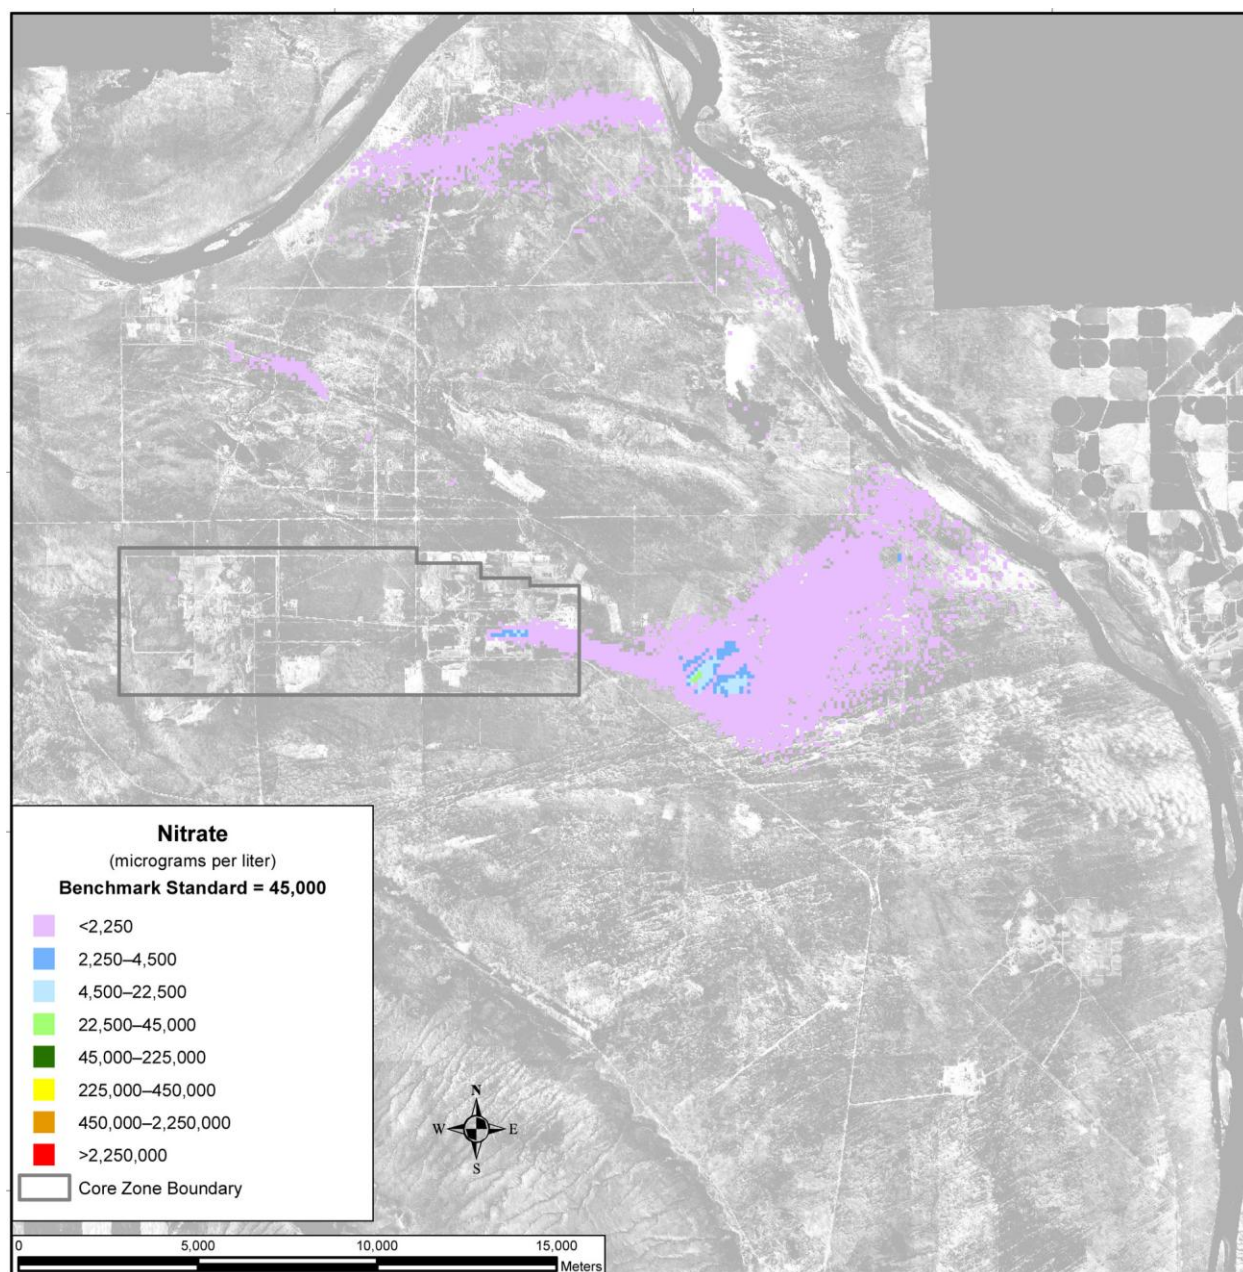 Nitrate
(micrograms per liter)
Benchmark Standard = 45,000
<2,250
2,250–4,500
4,500–22,500
22,500–45,000
45,000–225,000
225,000–450,000
450,000–2,250,000
>2,250,000
Core Zone Boundary
N
W E
S
0 5,000 10,000 15,000
Meters